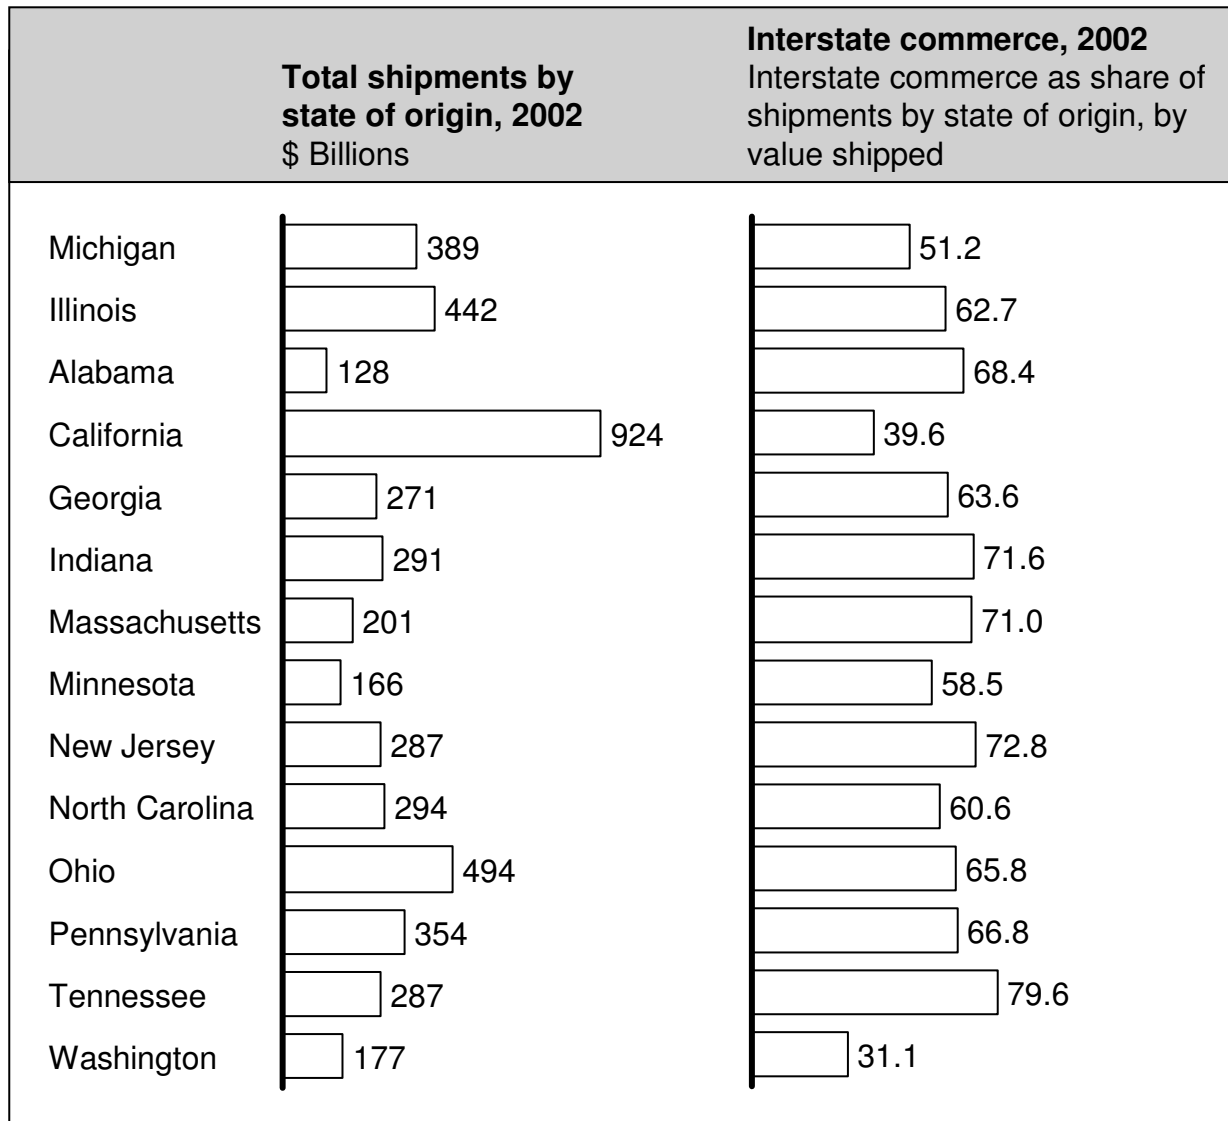 Total shipments by
state of origin, 2002
$ Billions
Interstate commerce, 2002
Interstate commerce as share of
shipments by state of origin, by
value shipped
Michigan 389 51.2
Illinois 442 62.7
Alabama 128 68.4
California 924 39.6
Georgia 271 63.6
Indiana 291 71.6
Massachusetts 201 71.0
Minnesota 166 58.5
New Jersey 287 72.8
North Carolina 294 60.6
Ohio 494 65.8
Pennsylvania 354 66.8
Tennessee 287 79.6
Washington 177 31.1